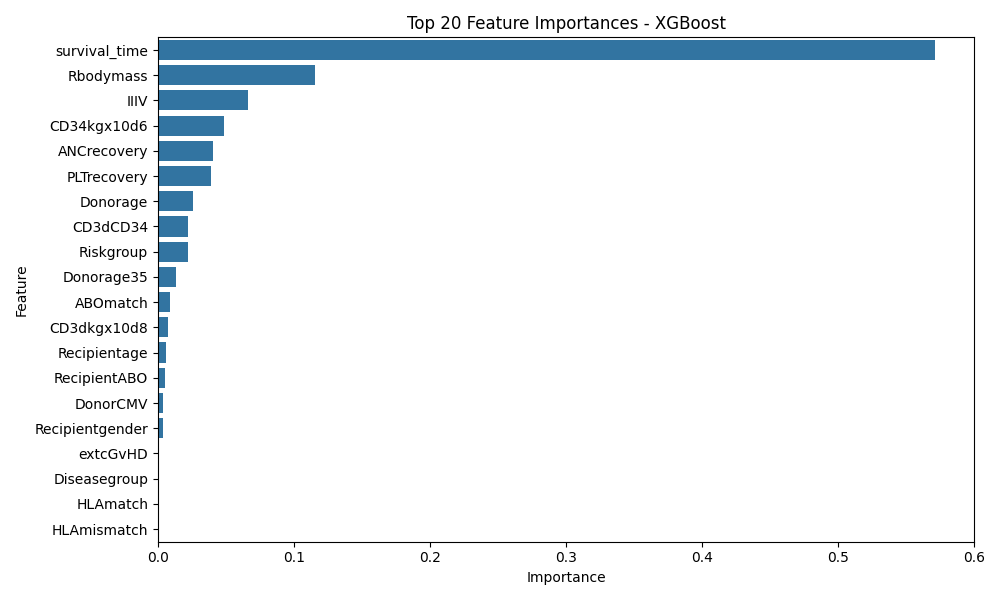 Top 20 Feature Importances - XGBoost
survival_time
Rbodymass
IIIV
CD34kgx10d6
ANCrecovery
PLTrecovery
Donorage
CD3dCD34
Riskgroup
Donorage35
ABOmatch
CD3dkgx10d8
Recipientage
RecipientABO
DonorCMV
Recipientgender
extcGvHD
Diseasegroup
HLAmatch
HLAmismatch
Feature
0.0 0.1 0.2 0.3 0.4 0.5 0.6
Importance